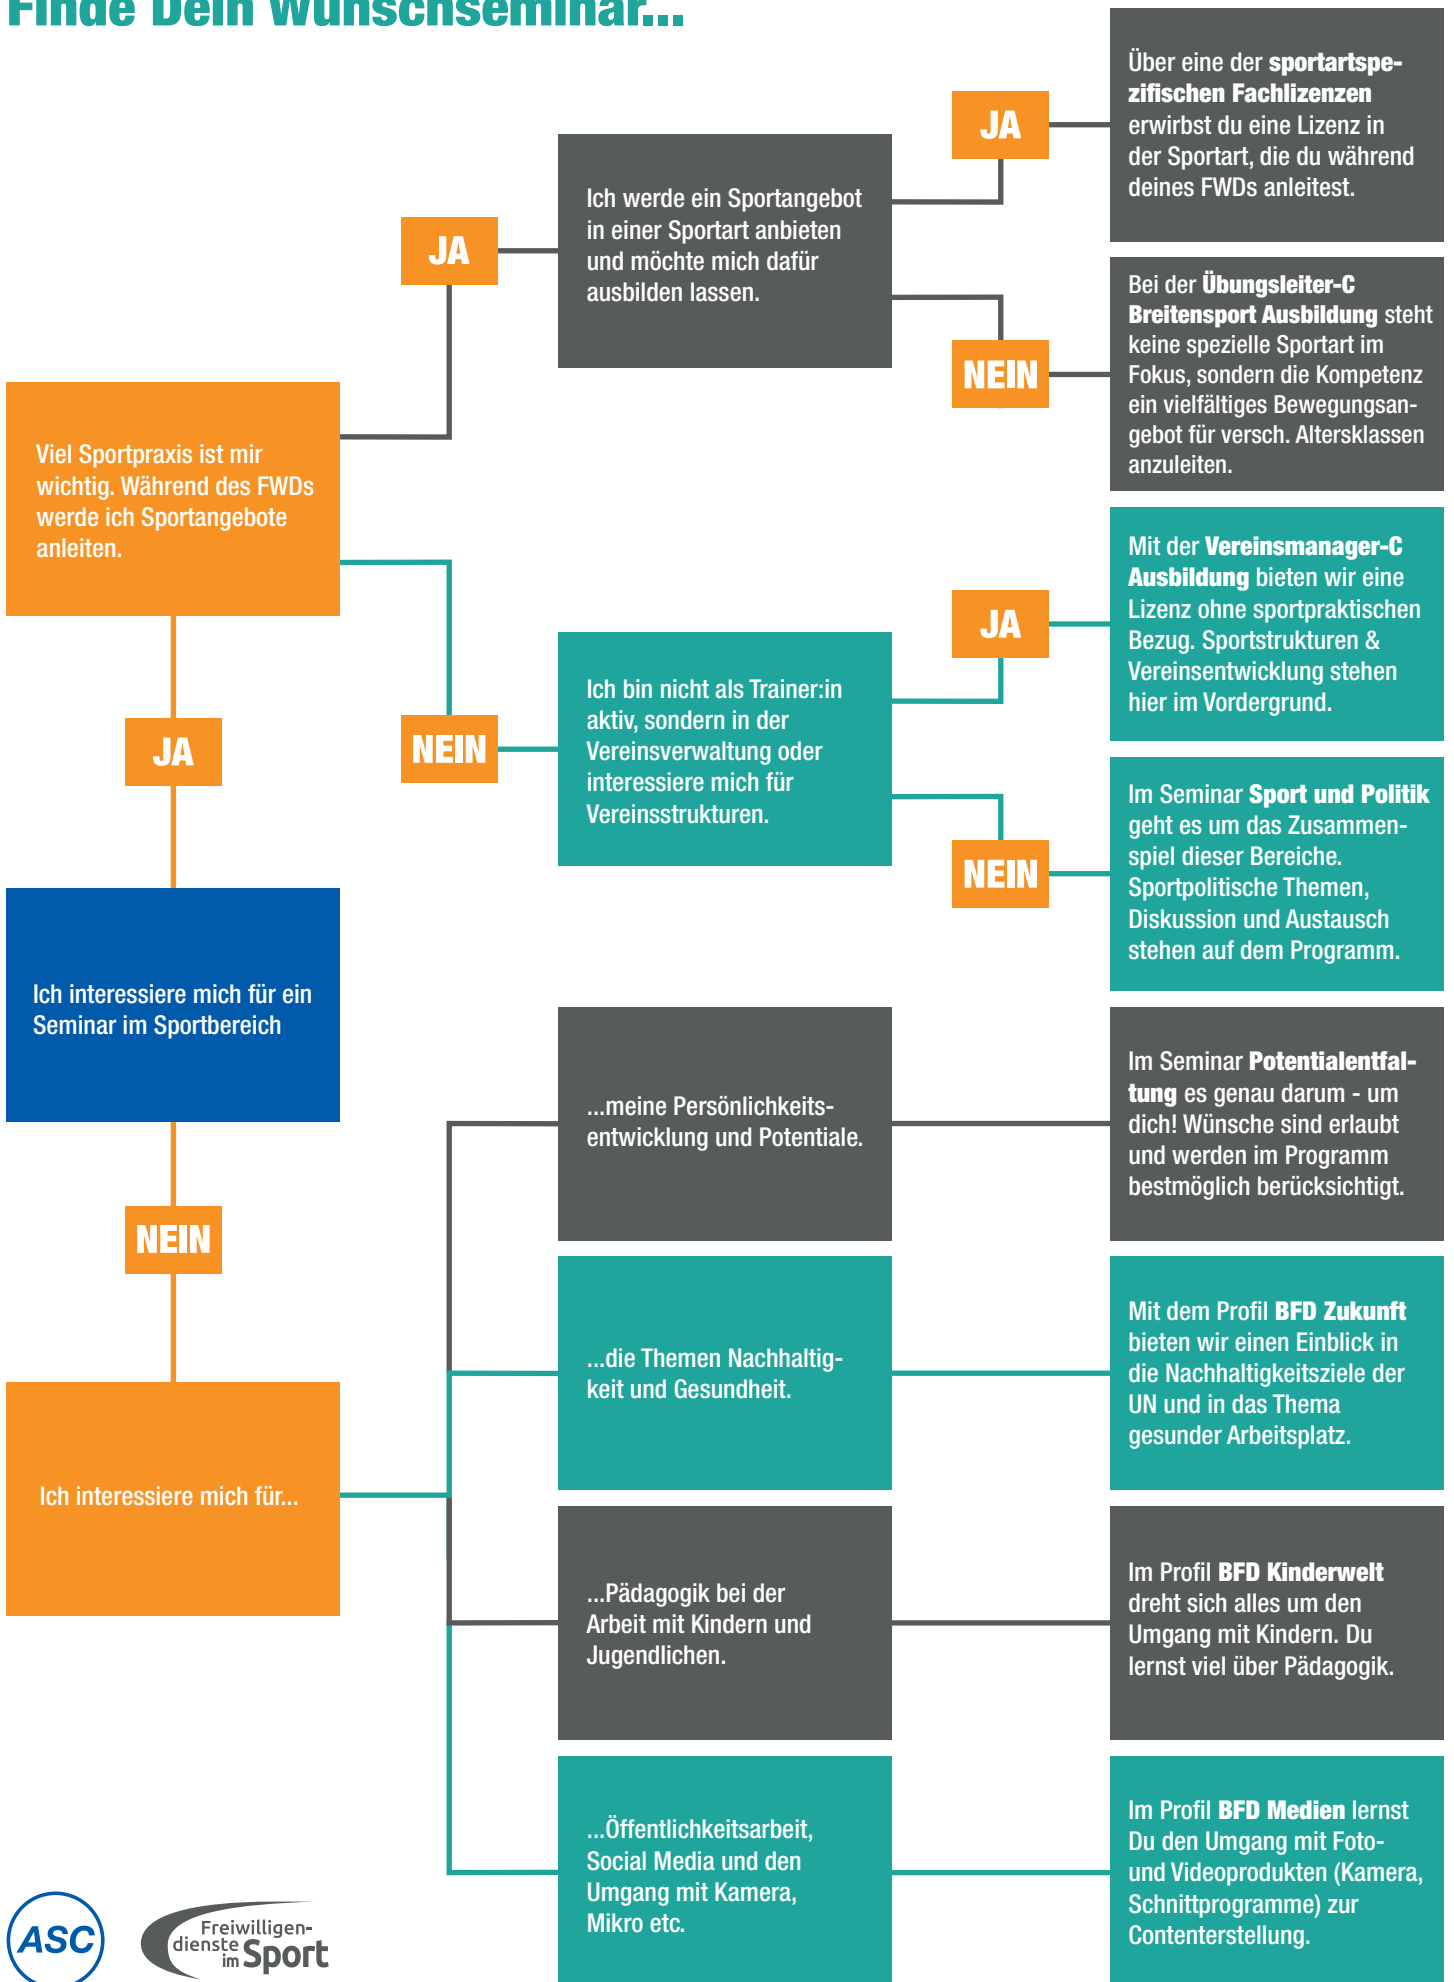 Finde Dein Wunschseminar...
Über eine der sportartspe-
zifischen Fachlizenzen
erwirbst du eine Lizenz in
der Sportart, die du während
deines FWDs anleitest.
JA
Ich werde ein Sportangebot
in einer Sportart anbieten
und möchte mich dafür
ausbilden lassen.
JA
Bei der Übungsleiter-C
Breitensport Ausbildung steht
keine spezielle Sportart im
Fokus, sondern die Kompetenz
ein vielfältiges Bewegungsan-
gebot für versch. Altersklassen
anzuleiten.
NEIN
Viel Sportpraxis ist mir
wichtig. Während des FWDs
werde ich Sportangebote
anleiten.
Mit der Vereinsmanager-C
Ausbildung bieten wir eine
Lizenz ohne sportpraktischen
Bezug. Sportstrukturen &
Vereinsentwicklung stehen
hier im Vordergrund.
JA
Ich bin nicht als Trainer:in
aktiv, sondern in der
Vereinsverwaltung oder
interessiere mich für
Vereinsstrukturen.
NEIN
JA
Im Seminar Sport und Politik
geht es um das Zusammen-
spiel dieser Bereiche.
Sportpolitische Themen,
Diskussion und Austausch
stehen auf dem Programm.
NEIN
Ich interessiere mich für ein
Seminar im Sportbereich
...meine Persönlichkeits-
entwicklung und Potentiale.
Im Seminar Potentialentfal-
tung es genau darum - um
dich! Wünsche sind erlaubt
und werden im Programm
bestmöglich berücksichtigt.
NEIN
...die Themen Nachhaltig-
keit und Gesundheit.
Mit dem Profil BFD Zukunft
bieten wir einen Einblick in
die Nachhaltigkeitsziele der
UN und in das Thema
gesunder Arbeitsplatz.
Ich interessiere mich für...
...Pädagogik bei der
Arbeit mit Kindern und
Jugendlichen.
Im Profil BFD Kinderwelt
dreht sich alles um den
Umgang mit Kindern. Du
lernst viel über Pädagogik.
...Öffentlichkeitsarbeit,
Social Media und den
Umgang mit Kamera,
Mikro etc.
Im Profil BFD Medien lernst
Du den Umgang mit Foto-
und Videoprodukten (Kamera,
Schnittprogramme) zur
Contenterstellung.
ASC
Freiwilligen-
dienste
im Sport